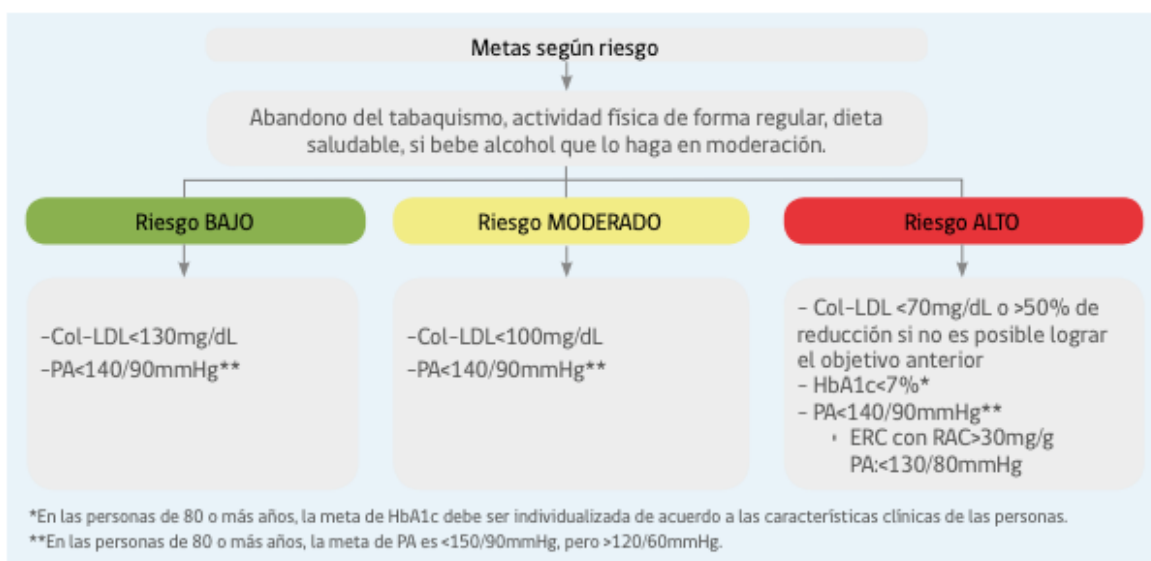 Metas según riesgo
Abandono del tabaquismo, actividad física de forma regular, dieta
saludable, si bebe alcohol que lo haga en moderación.
Riesgo BAJO
-Col-LDL<130mg/dL
-PA<140/90mmHg**
Riesgo MODERADO
-Col-LDL<100mg/dL
-PA<140/90mmHg**
Riesgo ALTO
- Col-LDL <70mg/dL o >50% de
reducción si no es posible lograr
el objetivo anterior
- HbA1c<7%*
- PA<140/90mmHg**
• ERC con RAC>30mg/g
PA:<130/80mmHg
*En las personas de 80 o más años, la meta de HbA1c debe ser individualizada de acuerdo a las características clínicas de las personas.
**En las personas de 80 o más años, la meta de PA es <150/90mmHg, pero >120/60mmHg.